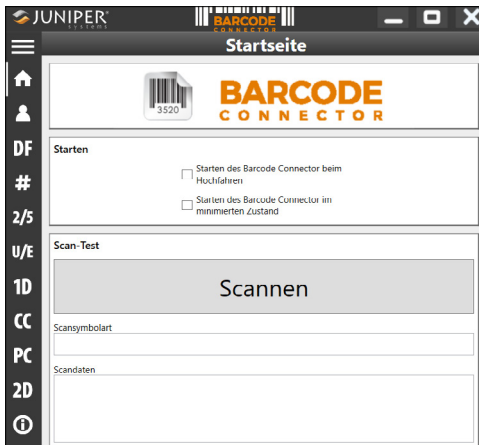 JUNIPER
systems
BARCODE
CONNECTOR
Startseite
3520
BARCODE
CONNECTOR
DF
#
2/5
U/E
1D
CC
PC
2D
Starten
Starten des Barcode Connector beim
Hochfahren
Starten des Barcode Connector im
minimierten Zustand
Scan-Test
Scannen
Scansymbolart
Scandaten